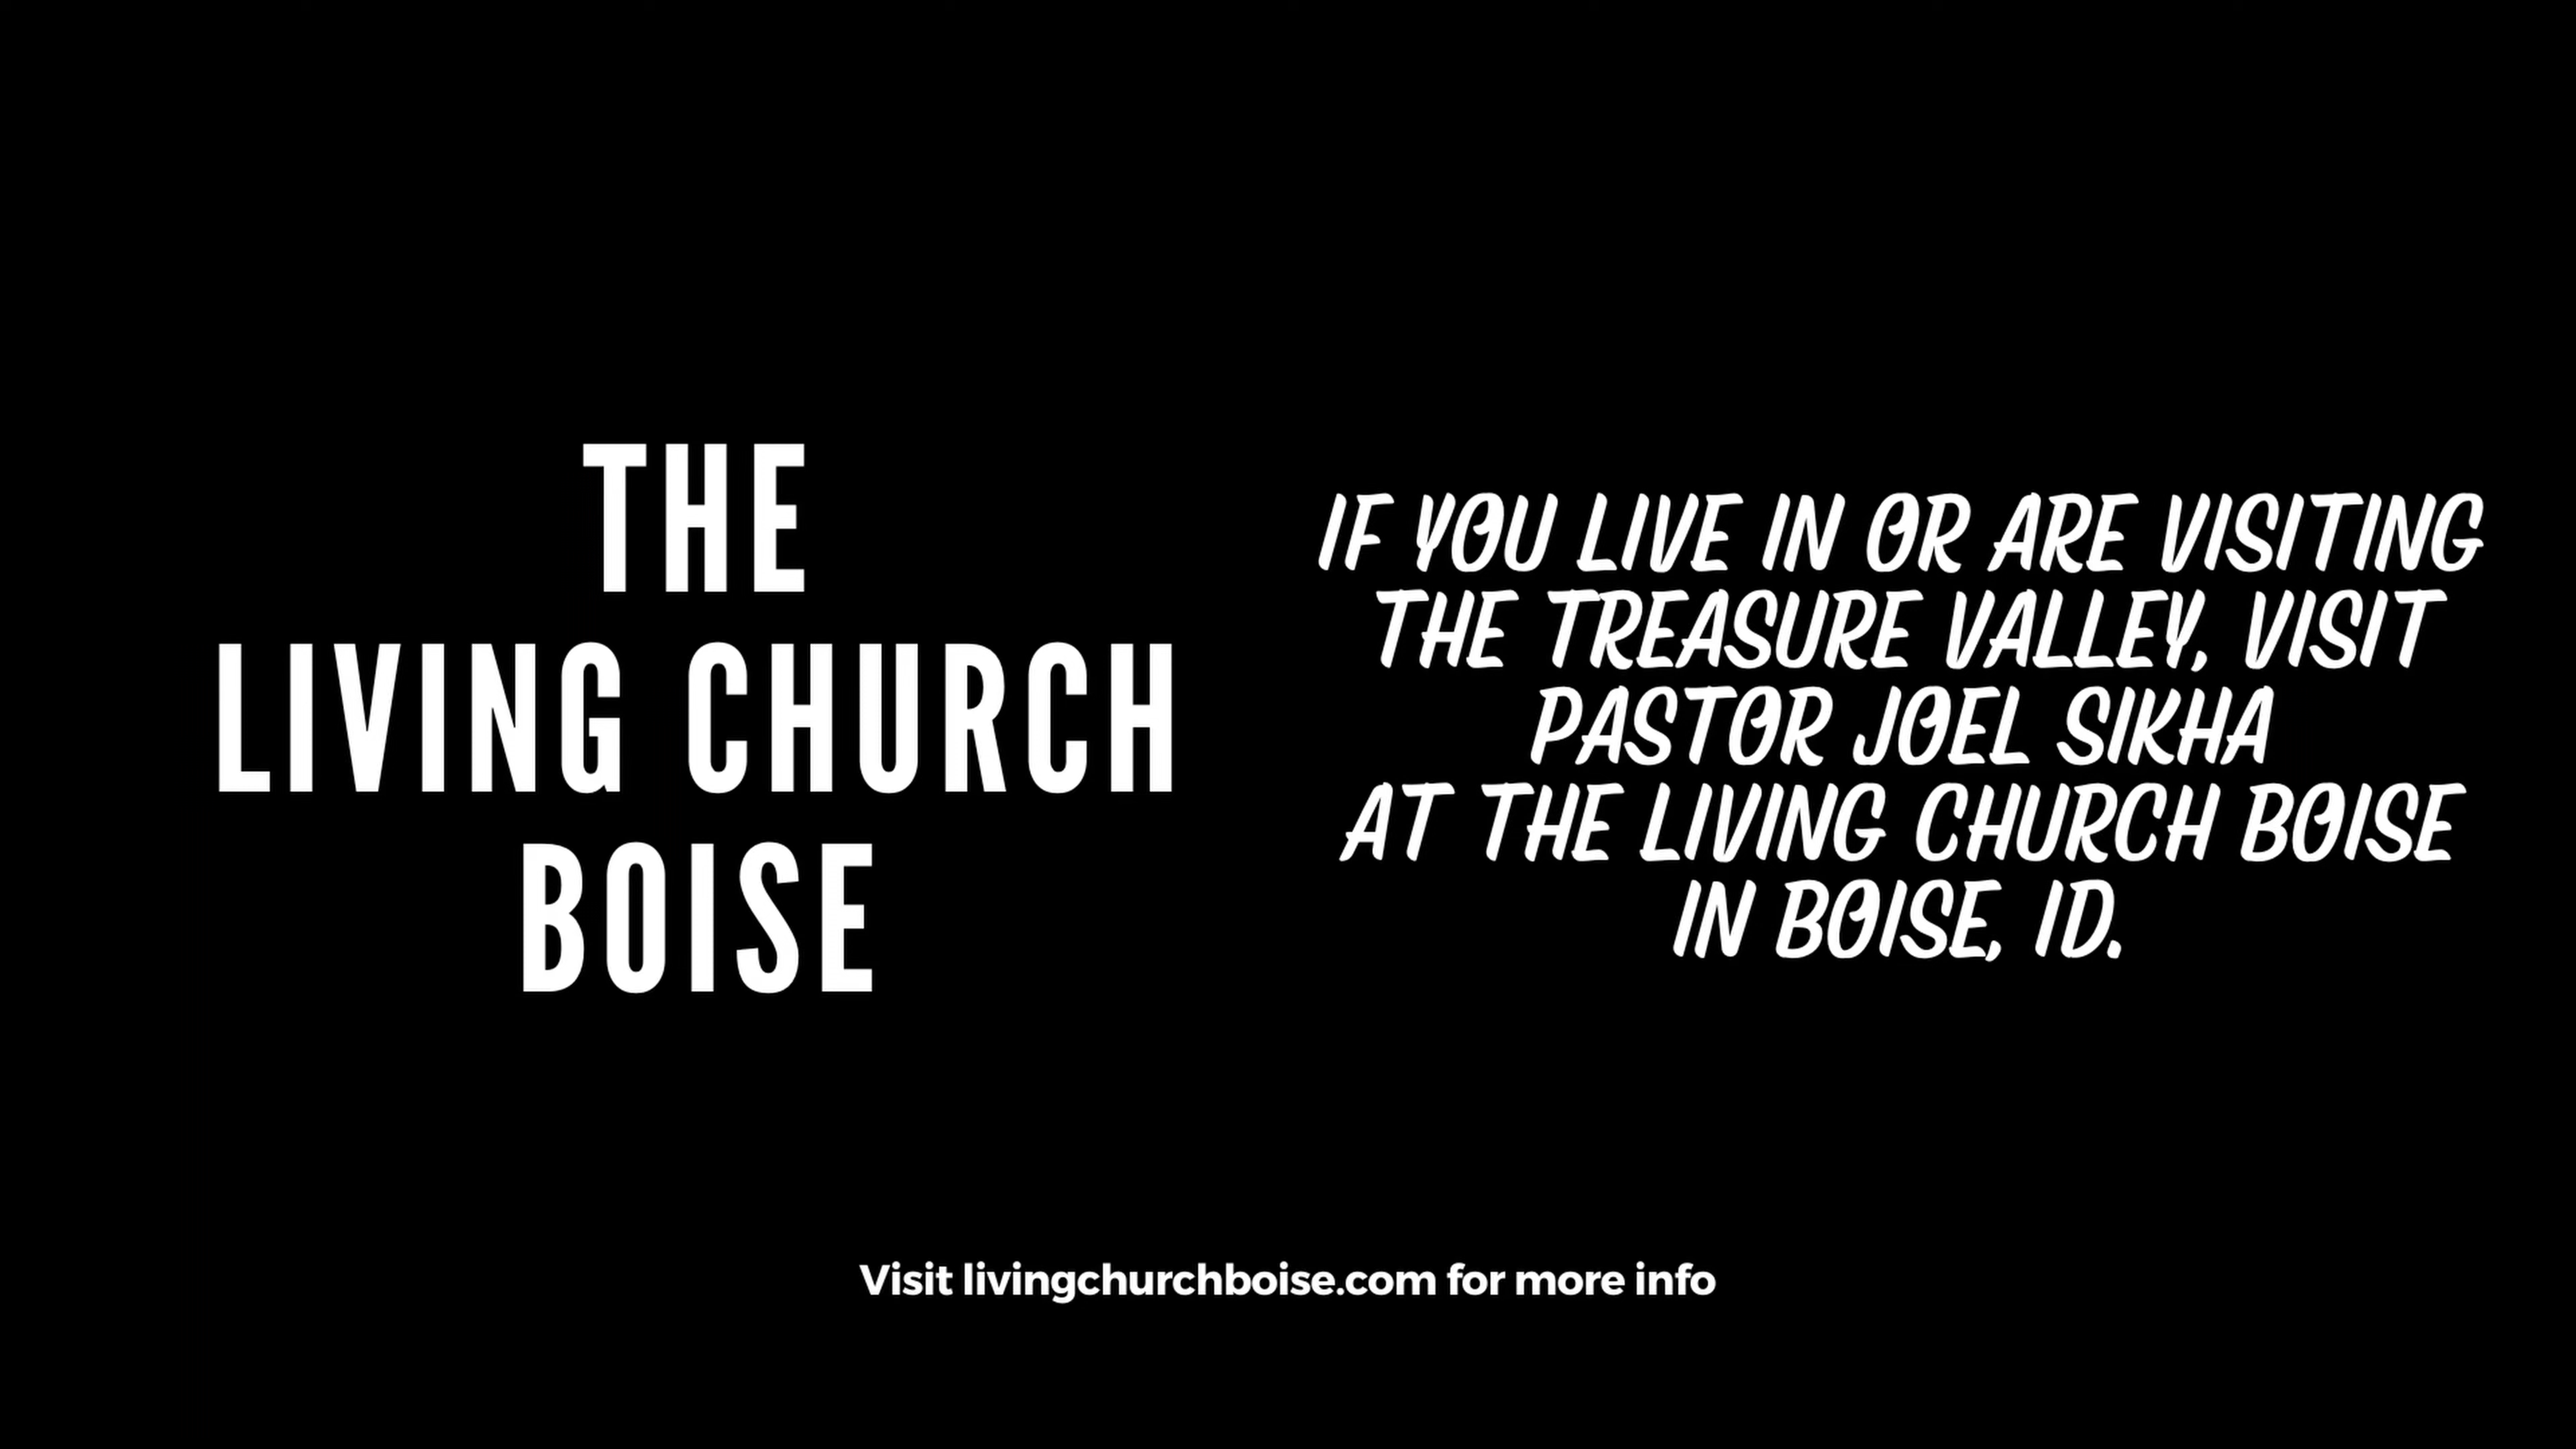 THE
LIVING CHURCH
BOISE
IF YOU LIVE IN OR ARE VISITING
THE TREASURE VALLEY, VISIT
PASTOR JOEL SIKHA
AT THE LIVING CHURCH BOISE
IN BOISE, ID.
Visit livingchurchboise.com for more info